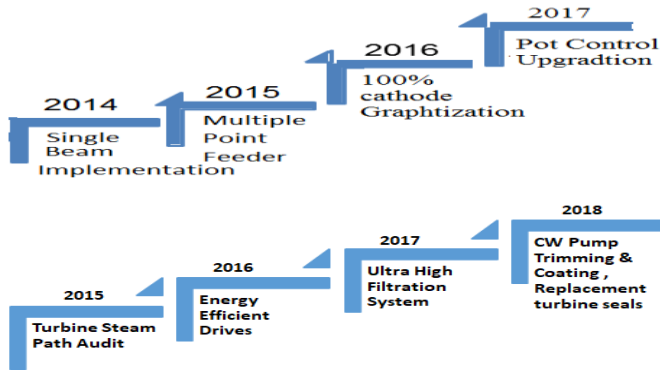 2014
Single
Beam
Implementation
2015
Multiple
Point
Feeder
2016
100%
cathode
Graphtization
2017
Pot Control
Upgradtion
2015
Turbine Steam
Path Audit
2016
Energy
Efficient
Drives
2017
Ultra High
Filtration
System
2018
CW Pump
Trimming &
Coating ,
Replacement
turbine seals